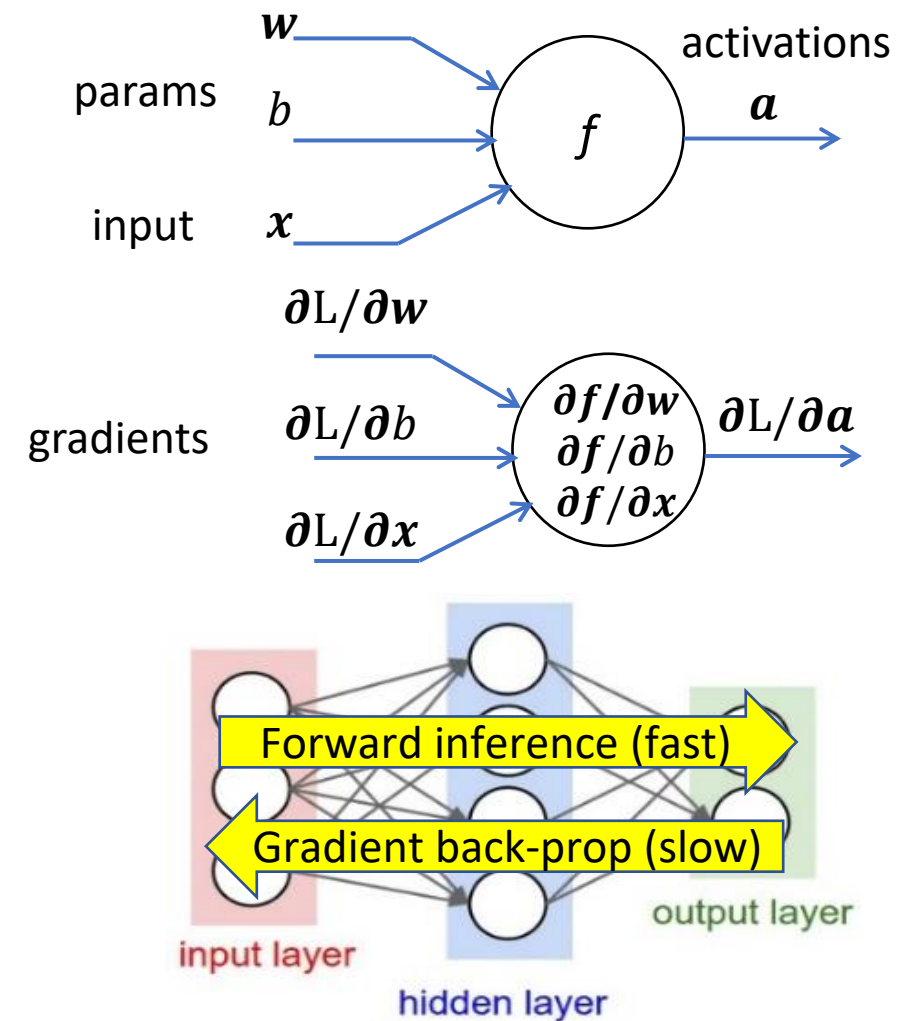 w
activations
params
b
a
f
input
x
∂L/∂w
∂f/∂w
∂L/∂a
gradients
∂L/∂b
∂f/∂b
∂f/∂x
∂L/∂x
Forward inference (fast)
Gradient back-prop (slow)
output layer
input layer
hidden layer